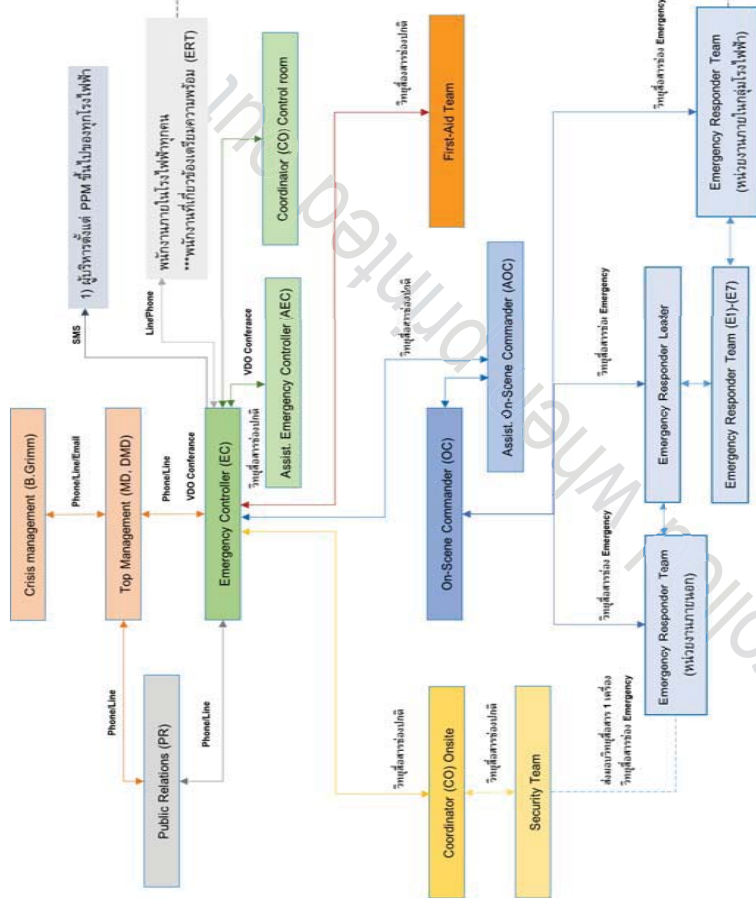 Crisis management (B.Grimm)
Phone/Line/Email
Top Management (MD, DMD)
Phone/Line
VDO Conferance
Public Relations (PR)
Phone/Line
Phone/Line
Emergency Controller (EC)
วิทยุสื่อสารช่องปกติ
SMS
1) ผู้บริหารตั้งแต่ PPM ขึ้นไปของทุกโรงไฟฟ้า
Line/Phone
พนักงานภายในโรงไฟฟ้าทุกคน
***พนักงานที่เกี่ยวข้องเตรียมความพร้อม (ERT)
VDO Conferance
Assist. Emergency Controller (AEC)
Coordinator (CO) Control room
วิทยุสื่อสารช่องปกติ
Coordinator (CO) Onsite
วิทยุสื่อสารช่องปกติ
Security Team
วิทยุสื่อสารช่องปกติ
On-Scene Commander (OC)
Assist. On-Scene Commander (AOC)
วิทยุสื่อสารช่องปกติ
First-Aid Team
ส่งมอบวิทยุสื่อสาร 1 เครื่อง
วิทยุสื่อสารช่อง Emergency
วิทยุสื่อสารช่อง Emergency
Emergency Responder Team
(หน่วยงานภายนอก)
วิทยุสื่อสารช่อง Emergency
Emergency Responder Leader
Emergency Responder Team (E1)-(E7)
วิทยุสื่อสารช่อง Emergency
Emergency Responder Team
(หน่วยงานภายในกลุ่มโรงไฟฟ้า)
when printed out